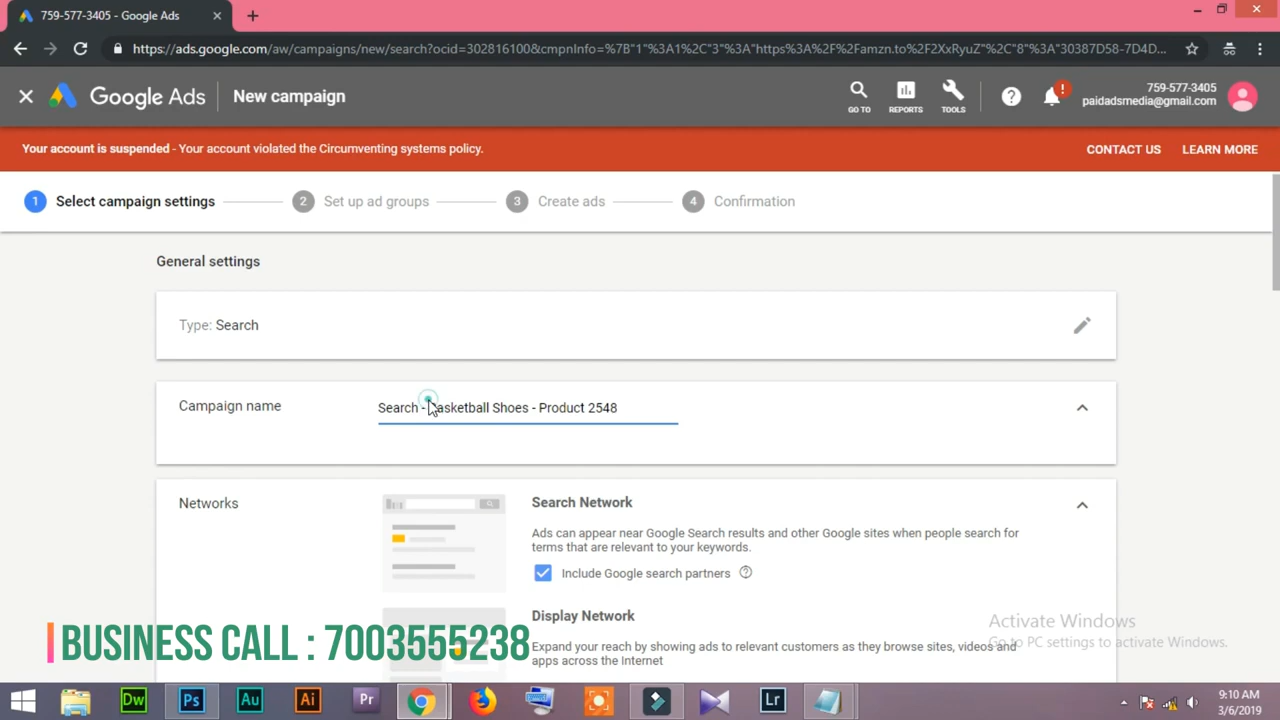 759-577-3405 - Google Ads
https://ads.google.com/aw/campaigns/new/search?ocid=302816100&cmpnInfo=%7B"1"%3A1%2C"3"%3A"https%3A%2F%2Famzn.to%2F2XxRyuZ"%2C"8"%3A"30387D58-7D4D...
Google Ads
New campaign
GO TO
REPORTS
TOOLS
759-577-3405
paidadsmedia@gmail.com
Your account is suspended - Your account violated the Circumventing systems policy.
CONTACT US
LEARN MORE
1 Select campaign settings
2 Set up ad groups
3 Create ads
4 Confirmation
General settings
Type: Search
Campaign name
Search - Basketball Shoes - Product 2548
Networks
Search Network
Ads can appear near Google Search results and other Google sites when people search for
terms that are relevant to your keywords.
Include Google search partners
Display Network
Expand your reach by showing ads to relevant customers as they browse sites, videos and
apps across the Internet
Activate Windows
Go to PC settings to activate Windows.
BUSINESS CALL : 7003555238
Dw
Ps
Au
Ai
Pr
Lr
9:10 AM
3/6/2019